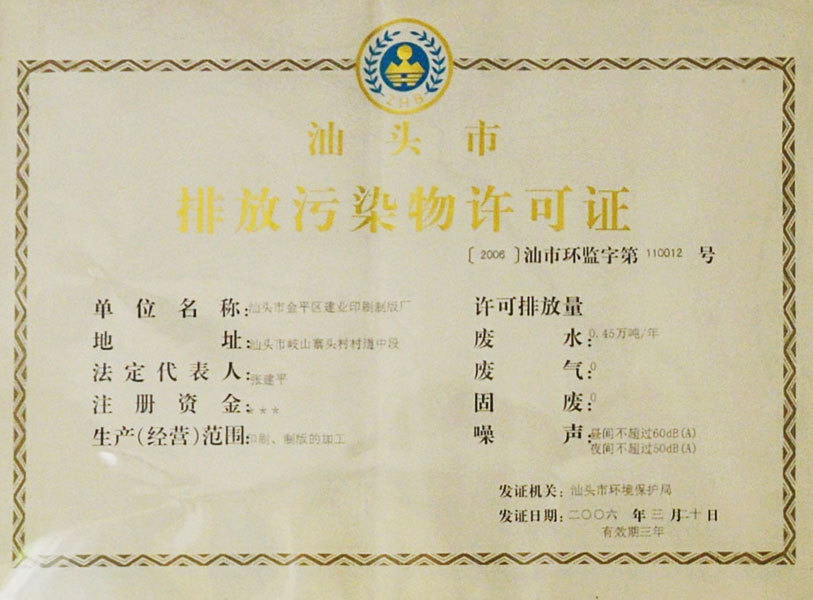 ZHB
汕头市
排放污染物许可证
〔2006〕汕市环监字第 110012 号
单位名称:汕头市金平区建业印刷制版厂
地址:汕头市岐山寨头村村道中段
法定代表人:张建平
注册资金:***
生产(经营)范围:印刷、制版的加工
许可排放量
废水:0.45万吨/年
废气:0
固废:0
噪声:昼间不超过60dB(A)
夜间不超过50dB(A)
发证机关:汕头市环境保护局
发证日期:二〇〇六 年 三 月二十 日
有效期三年